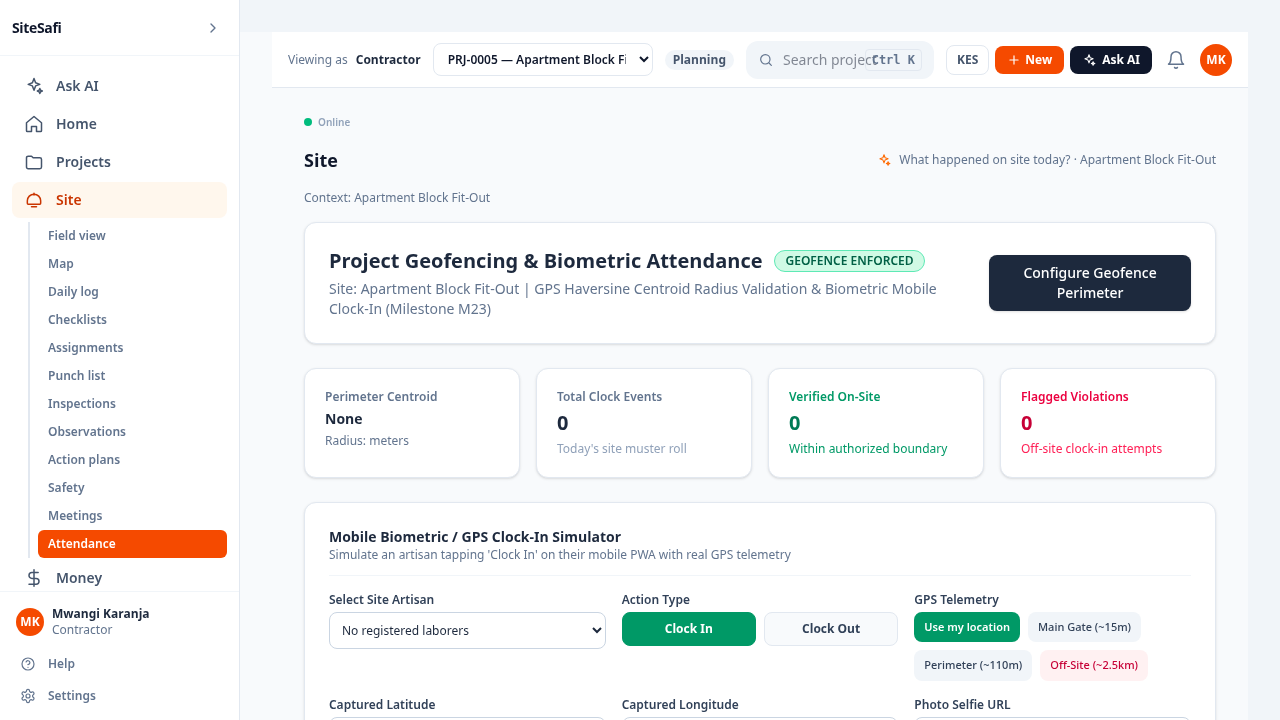 SiteSafi
Ask AI
Home
Projects
Site
Field view
Map
Daily log
Checklists
Assignments
Punch list
Inspections
Observations
Action plans
Safety
Meetings
Attendance
Money
MK
Mwangi Karanja
Contractor
Help
Settings
Viewing as Contractor
PRJ-0005 — Apartment Block Fi
Planning
Search project
Ctrl K
KES
New
Ask AI
MK
Online
Site
What happened on site today? · Apartment Block Fit-Out
Context: Apartment Block Fit-Out
Project Geofencing & Biometric Attendance
GEOFENCE ENFORCED
Site: Apartment Block Fit-Out | GPS Haversine Centroid Radius Validation & Biometric Mobile
Clock-In (Milestone M23)
Configure Geofence
Perimeter
Perimeter Centroid
None
Radius: meters
Total Clock Events
0
Today's site muster roll
Verified On-Site
0
Within authorized boundary
Flagged Violations
0
Off-site clock-in attempts
Mobile Biometric / GPS Clock-In Simulator
Simulate an artisan tapping 'Clock In' on their mobile PWA with real GPS telemetry
Select Site Artisan
No registered laborers
Action Type
Clock In
Clock Out
GPS Telemetry
Use my location
Main Gate (~15m)
Perimeter (~110m)
Off-Site (~2.5km)
Captured Latitude
Captured Longitude
Photo Selfie URL